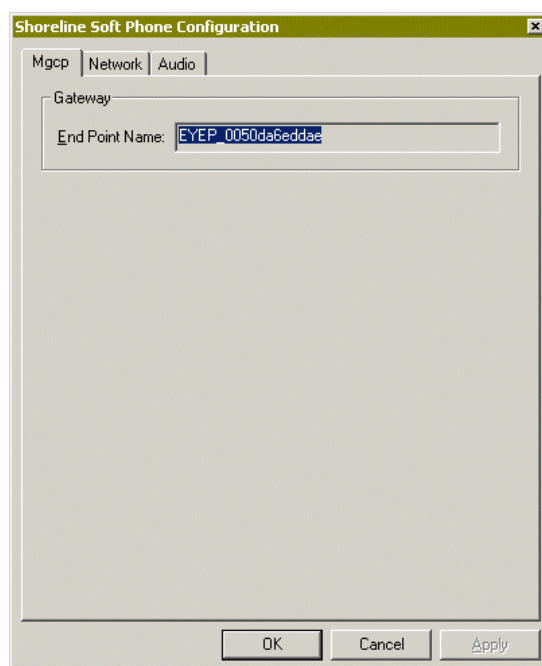 Shoreline Soft Phone Configuration
Mgcp Network Audio
Gateway
End Point Name: EYEP_0050da6eddae
OK Cancel Apply